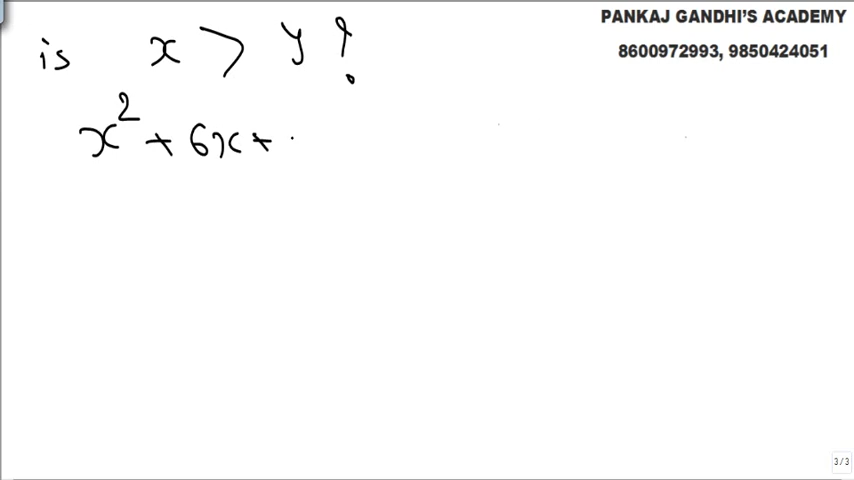 PANKAJ GANDHI'S ACADEMY
8600972993, 9850424051
is x > y ?
x² + 6x +
3/3